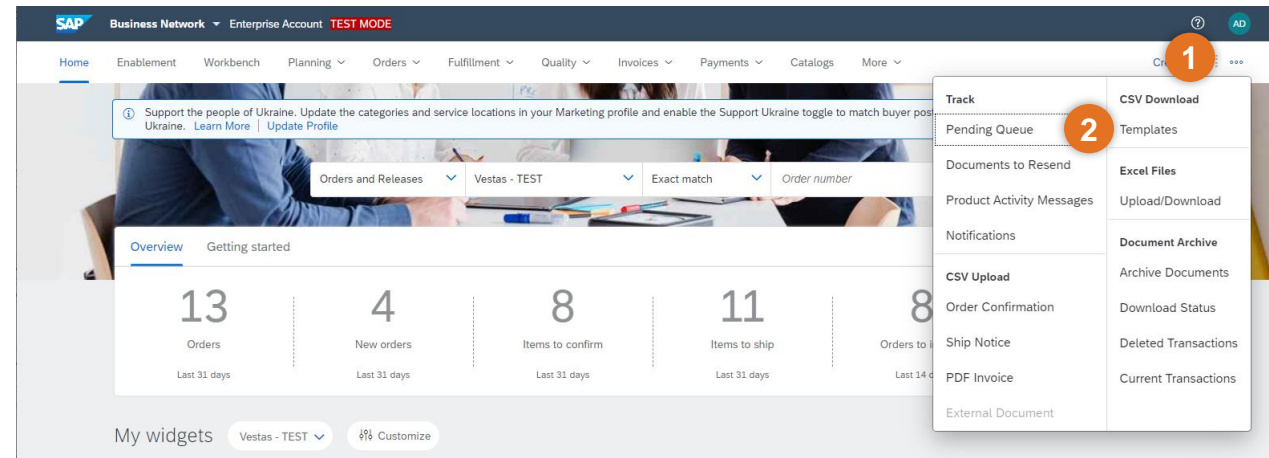 SAP Business Network Enterprise Account TEST MODE AD
Home Enablement Workbench Planning Orders Fulfillment Quality Invoices Payments Catalogs More
1
Support the people of Ukraine. Update the categories and service locations in your Marketing profile and enable the Support Ukraine toggle to match buyer pos
Ukraine. Learn More | Update Profile
Orders and Releases Vestas - TEST Exact match Order number
Overview Getting started
13
Orders
Last 31 days
4
New orders
Last 31 days
8
Items to confirm
Last 31 days
11
Items to ship
Last 31 days
8
Orders to i
Last 14 d
My widgets Vestas - TEST Customize
Track
Pending Queue 2
Documents to Resend
Product Activity Messages
Notifications
CSV Upload
Order Confirmation
Ship Notice
PDF Invoice
External Document
CSV Download
Templates
Excel Files
Upload/Download
Document Archive
Archive Documents
Download Status
Deleted Transactions
Current Transactions